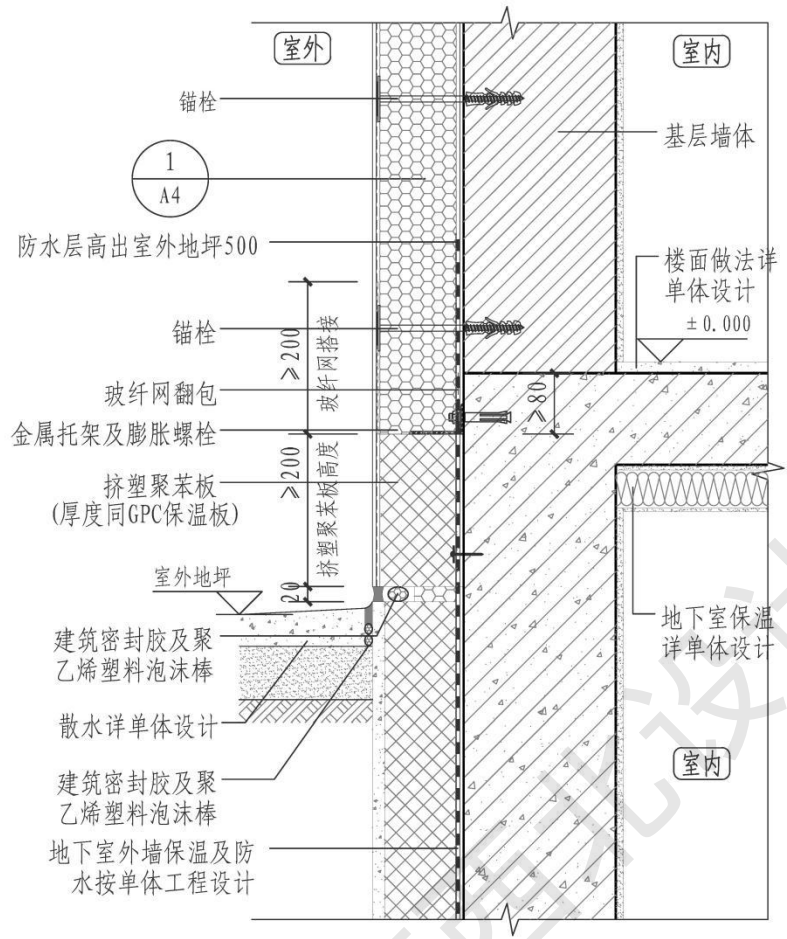 室外
室内
锚栓
基层墙体
1
A4
防水层高出室外地坪500
楼面做法详
单体设计
±0.000
锚栓
≥200
玻纤网搭接
玻纤网翻包
≥80
金属托架及膨胀螺栓
≥200
挤塑聚苯板高度
挤塑聚苯板
(厚度同GPC保温板)
室外地坪
20
建筑密封胶及聚
乙烯塑料泡沫棒
地下室保温
详单体设计
散水详单体设计
建筑密封胶及聚
乙烯塑料泡沫棒
室内
地下室外墙保温及防
水按单体工程设计
西北设